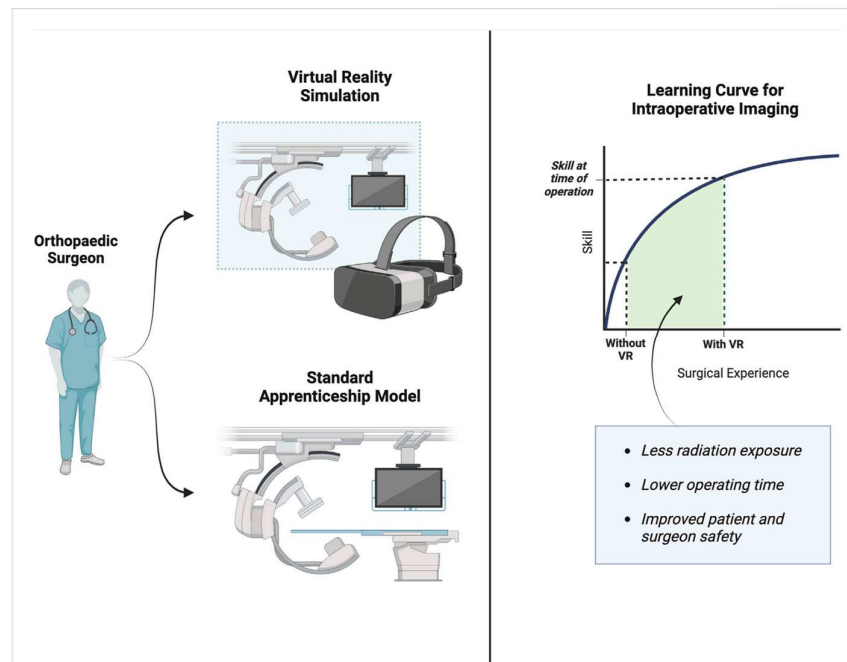 Virtual Reality
Simulation
Orthopaedic
Surgeon
Standard
Apprenticeship Model
Learning Curve for
Intraoperative Imaging
Skill at
time of
operation
Skill
Without
VR
With VR
Surgical Experience
• Less radiation exposure
• Lower operating time
• Improved patient and
surgeon safety